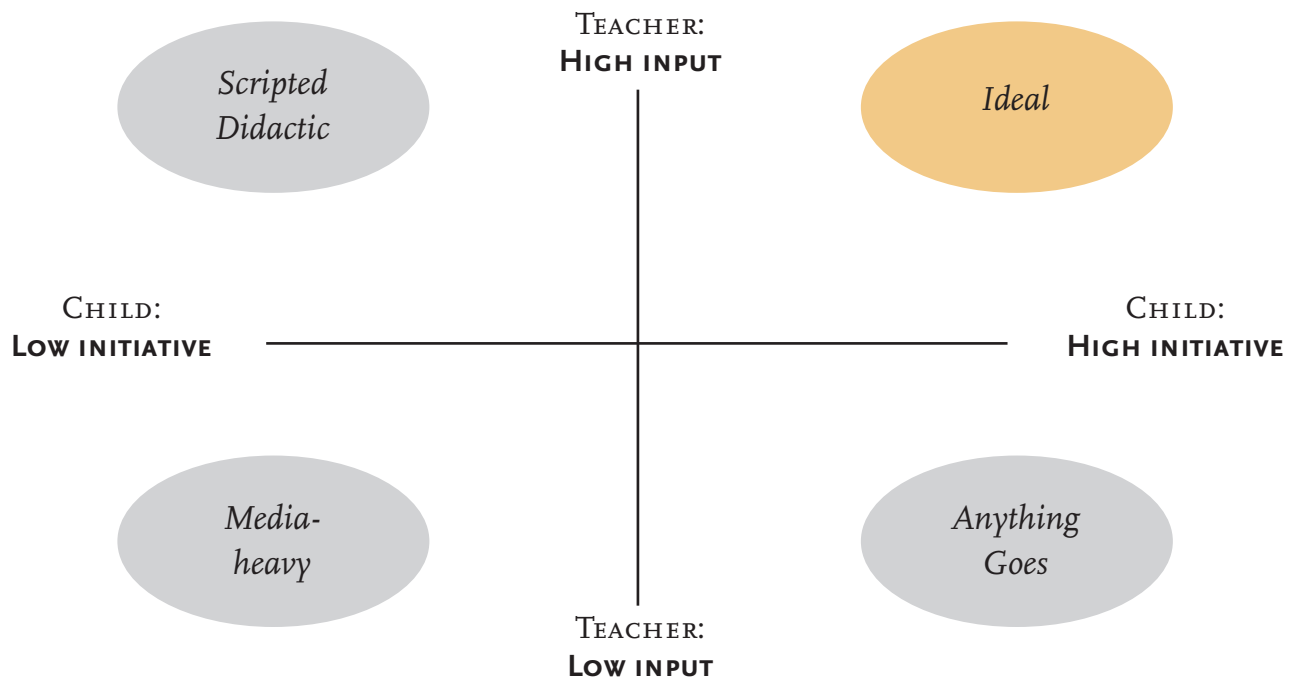 Teacher:
High input
Scripted
Didactic
Ideal
Child:
Low initiative
Child:
High initiative
Media-
heavy
Anything
Goes
Teacher:
Low input